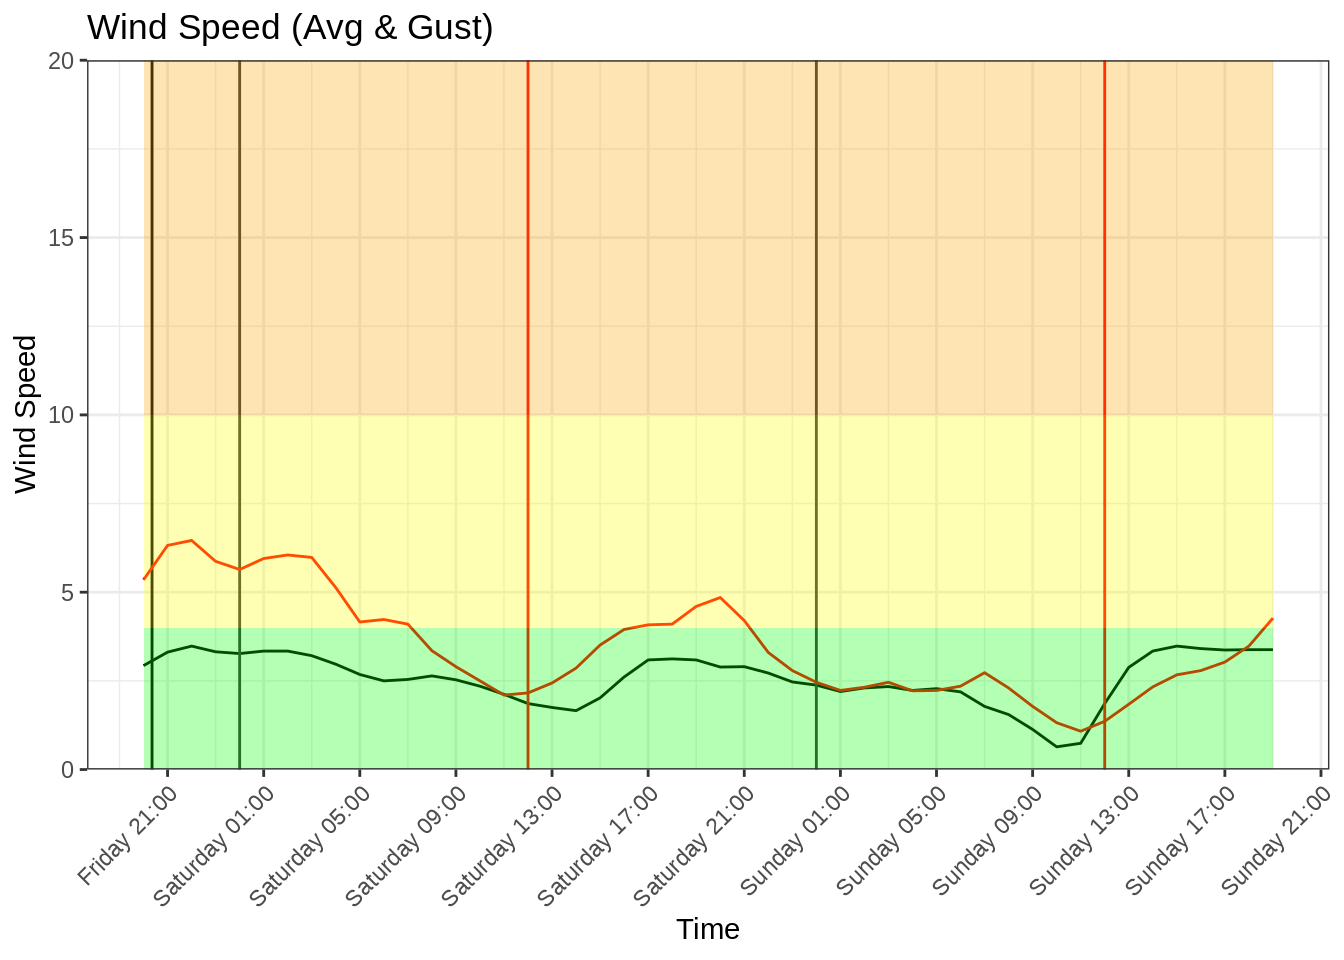 Wind Speed (Avg & Gust)
20
15
10
5
0
Wind Speed
Friday 21:00
Saturday 01:00
Saturday 05:00
Saturday 09:00
Saturday 13:00
Saturday 17:00
Saturday 21:00
Sunday 01:00
Sunday 05:00
Sunday 09:00
Sunday 13:00
Sunday 17:00
Sunday 21:00
Time